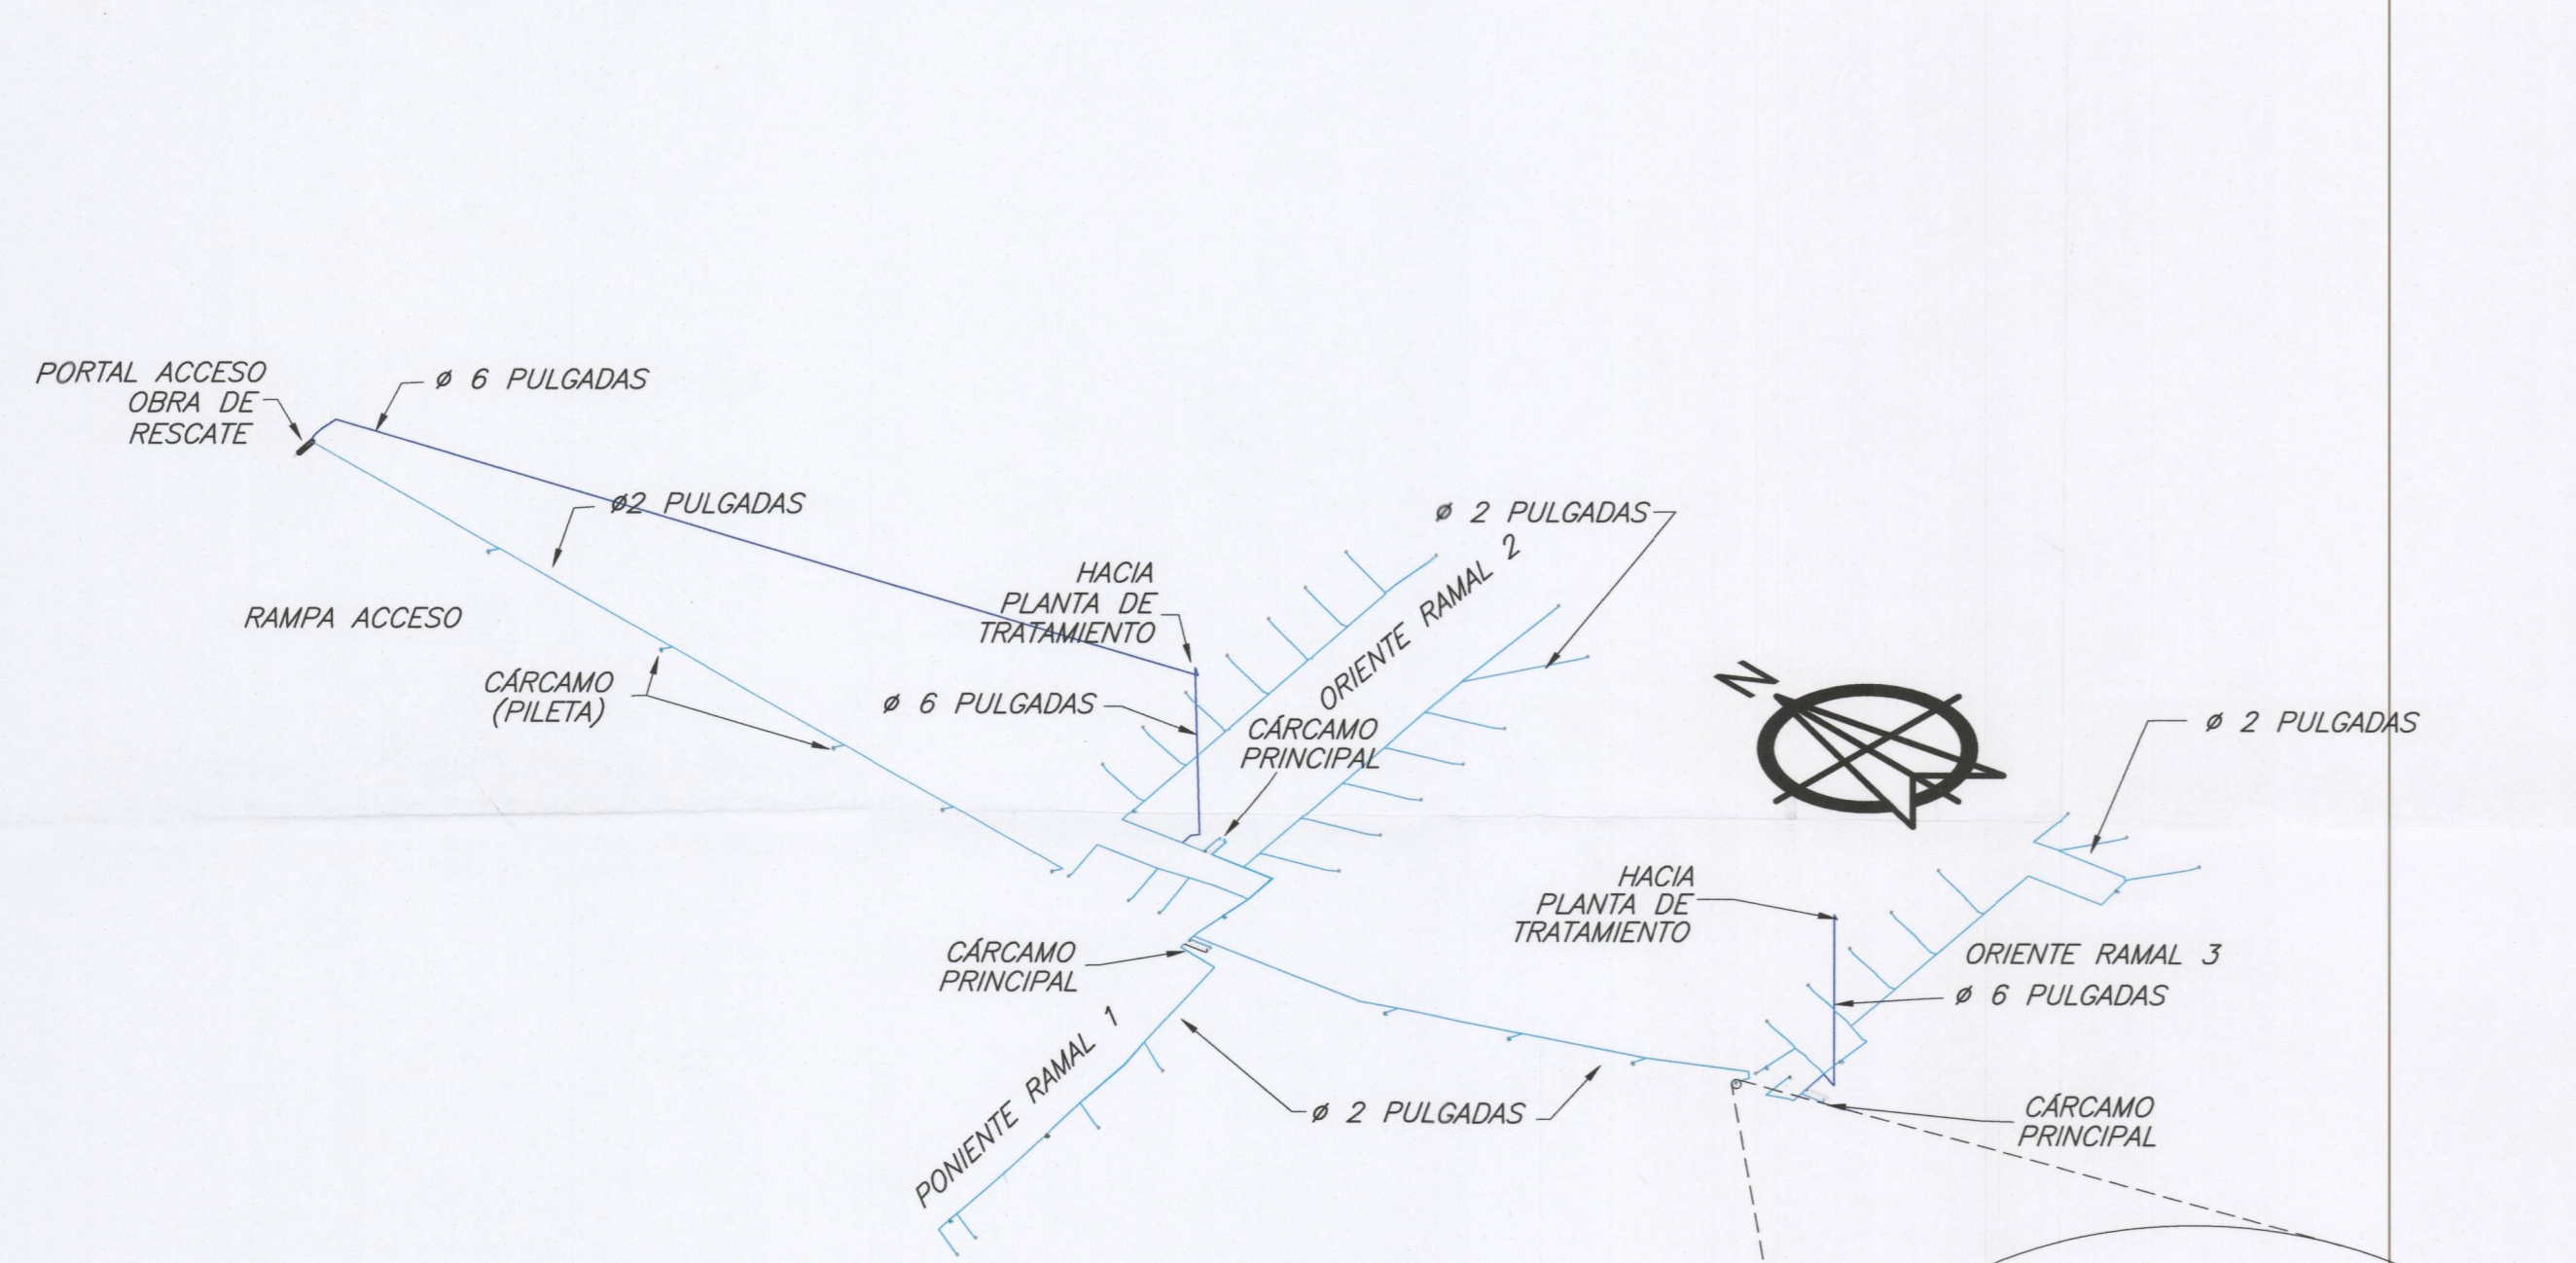 PORTAL ACCESO
OBRA DE
RESCATE
Ø 6 PULGADAS
Ø2 PULGADAS
RAMPA ACCESO
CÁRCAMO
(PILETA)
HACIA
PLANTA DE
TRATAMIENTO
Ø 6 PULGADAS
Ø 2 PULGADAS
ORIENTE RAMAL 2
CÁRCAMO
PRINCIPAL
N
Ø 2 PULGADAS
HACIA
PLANTA DE
TRATAMIENTO
ORIENTE RAMAL 3
Ø 6 PULGADAS
CÁRCAMO
PRINCIPAL
PONIENTE RAMAL 1
Ø 2 PULGADAS
CÁRCAMO
PRINCIPAL